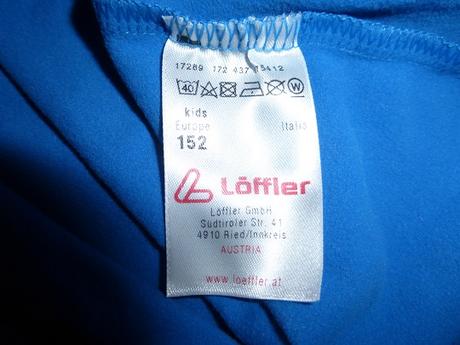 17289 172 437 75412
40 W
kids
Europe Italia
152
Löffler
Löffler GmbH
Südtiroler Str. 41
4910 Ried/Innkreis
AUSTRIA
www.loeffler.at